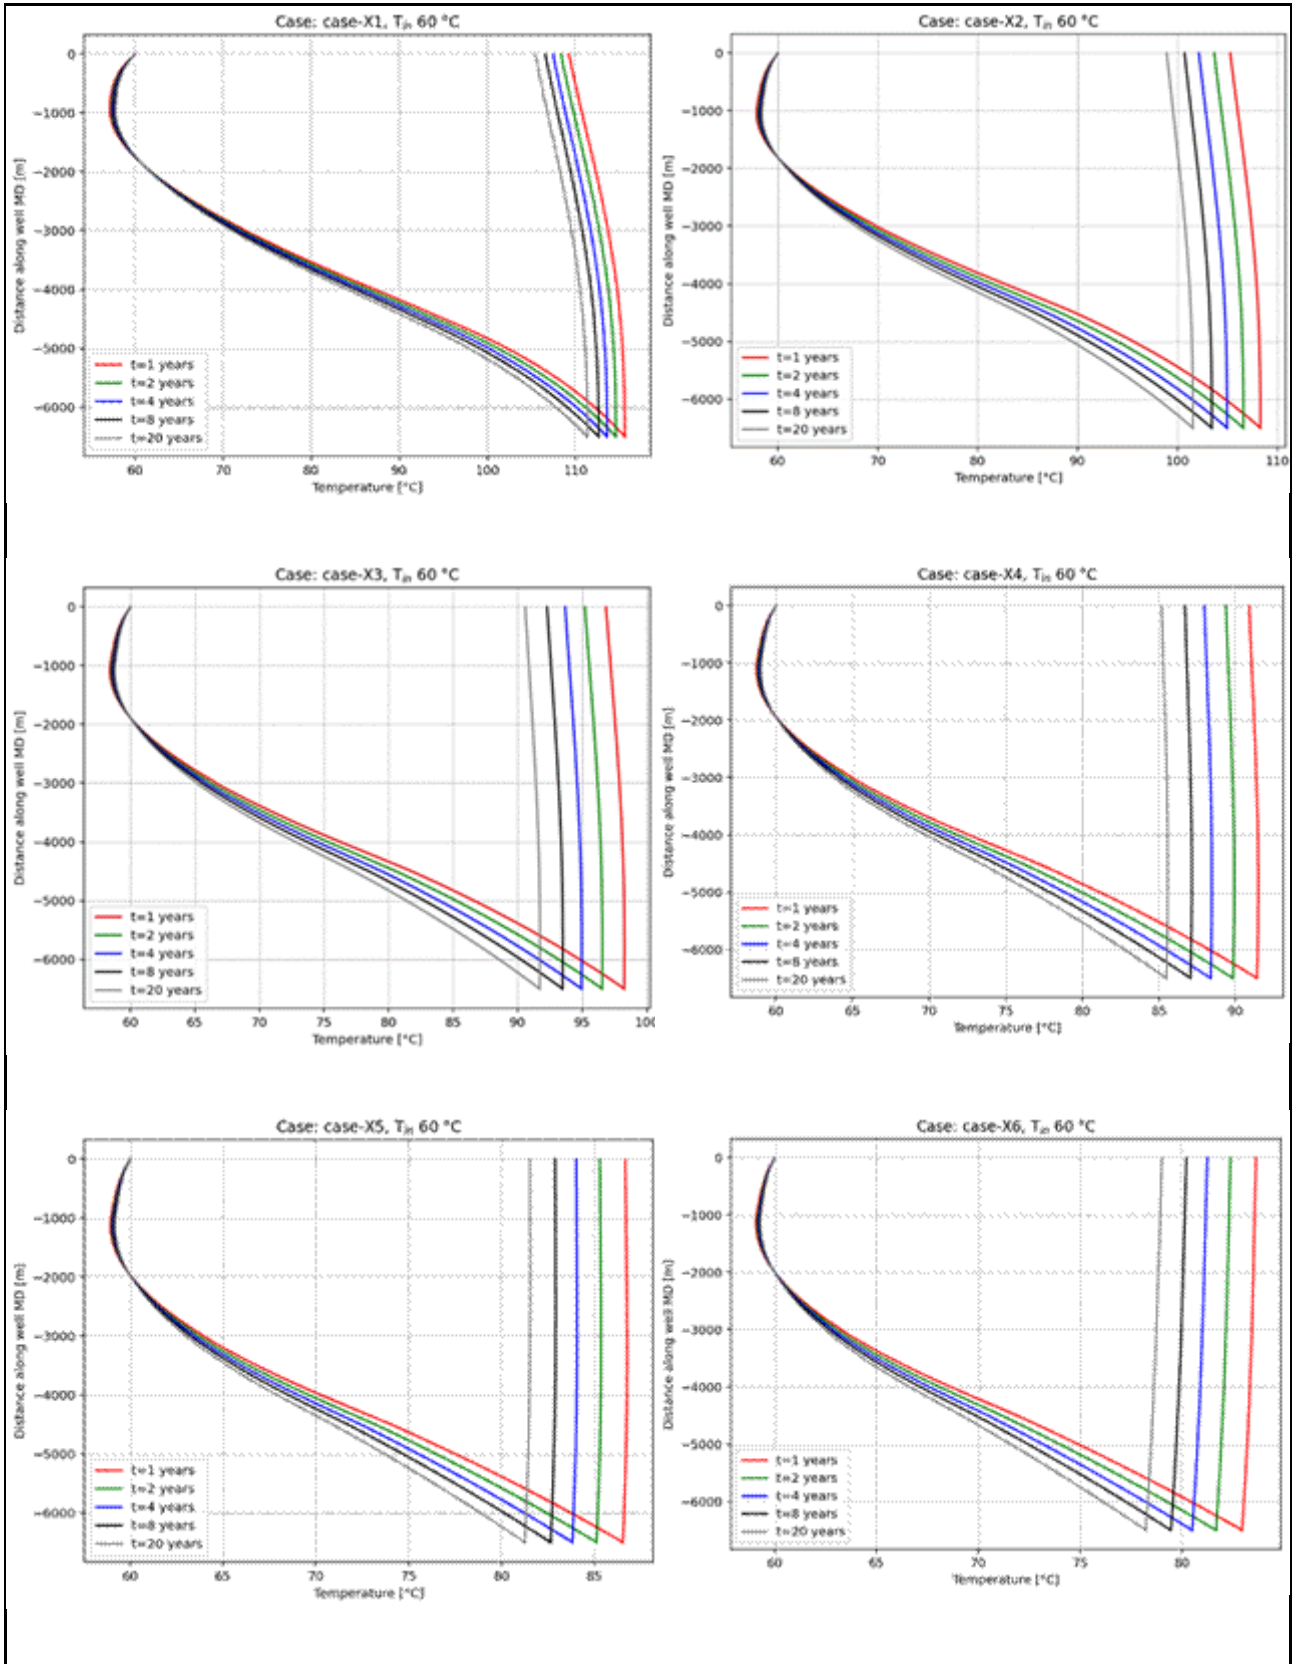 Case: case-X1, Tin 60 °C
0
−1000
−2000
−3000
−4000
−5000
−6000
Distance along well MD [m]
t=1 years
t=2 years
t=4 years
t=8 years
t=20 years
60 70 80 90 100 110
Temperature [°C]
Case: case-X2, Tin 60 °C
0
−1000
−2000
−3000
−4000
−5000
−6000
Distance along well MD [m]
t=1 years
t=2 years
t=4 years
t=8 years
t=20 years
60 70 80 90 100 110
Temperature [°C]
Case: case-X3, Tin 60 °C
0
−1000
−2000
−3000
−4000
−5000
−6000
Distance along well MD [m]
t=1 years
t=2 years
t=4 years
t=8 years
t=20 years
60 65 70 75 80 85 90 95 100
Temperature [°C]
Case: case-X4, Tin 60 °C
0
−1000
−2000
−3000
−4000
−5000
−6000
Distance along well MD [m]
t=1 years
t=2 years
t=4 years
t=8 years
t=20 years
60 65 70 75 80 85 90
Temperature [°C]
Case: case-X5, Tin 60 °C
0
−1000
−2000
−3000
−4000
−5000
−6000
Distance along well MD [m]
t=1 years
t=2 years
t=4 years
t=8 years
t=20 years
60 65 70 75 80 85
Temperature [°C]
Case: case-X6, Tin 60 °C
0
−1000
−2000
−3000
−4000
−5000
−6000
Distance along well MD [m]
t=1 years
t=2 years
t=4 years
t=8 years
t=20 years
60 65 70 75 80
Temperature [°C]